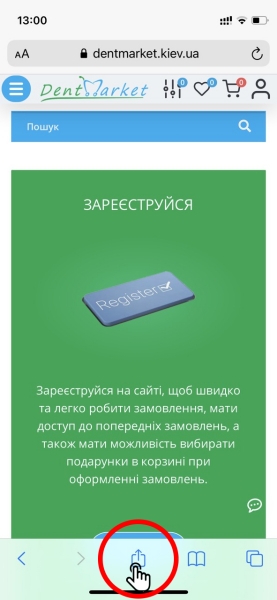 13:00
AA dentmarket.kiev.ua
DentMarket 0 0 0
Пошук
ЗАРЕЄСТРУЙСЯ
Register
Зареєструйся на сайті, щоб швидко
та легко робити замовлення, мати
доступ до попередніх замовлень, а
також мати можливість вибирати
подарунки в корзині при
оформленні замовлень.